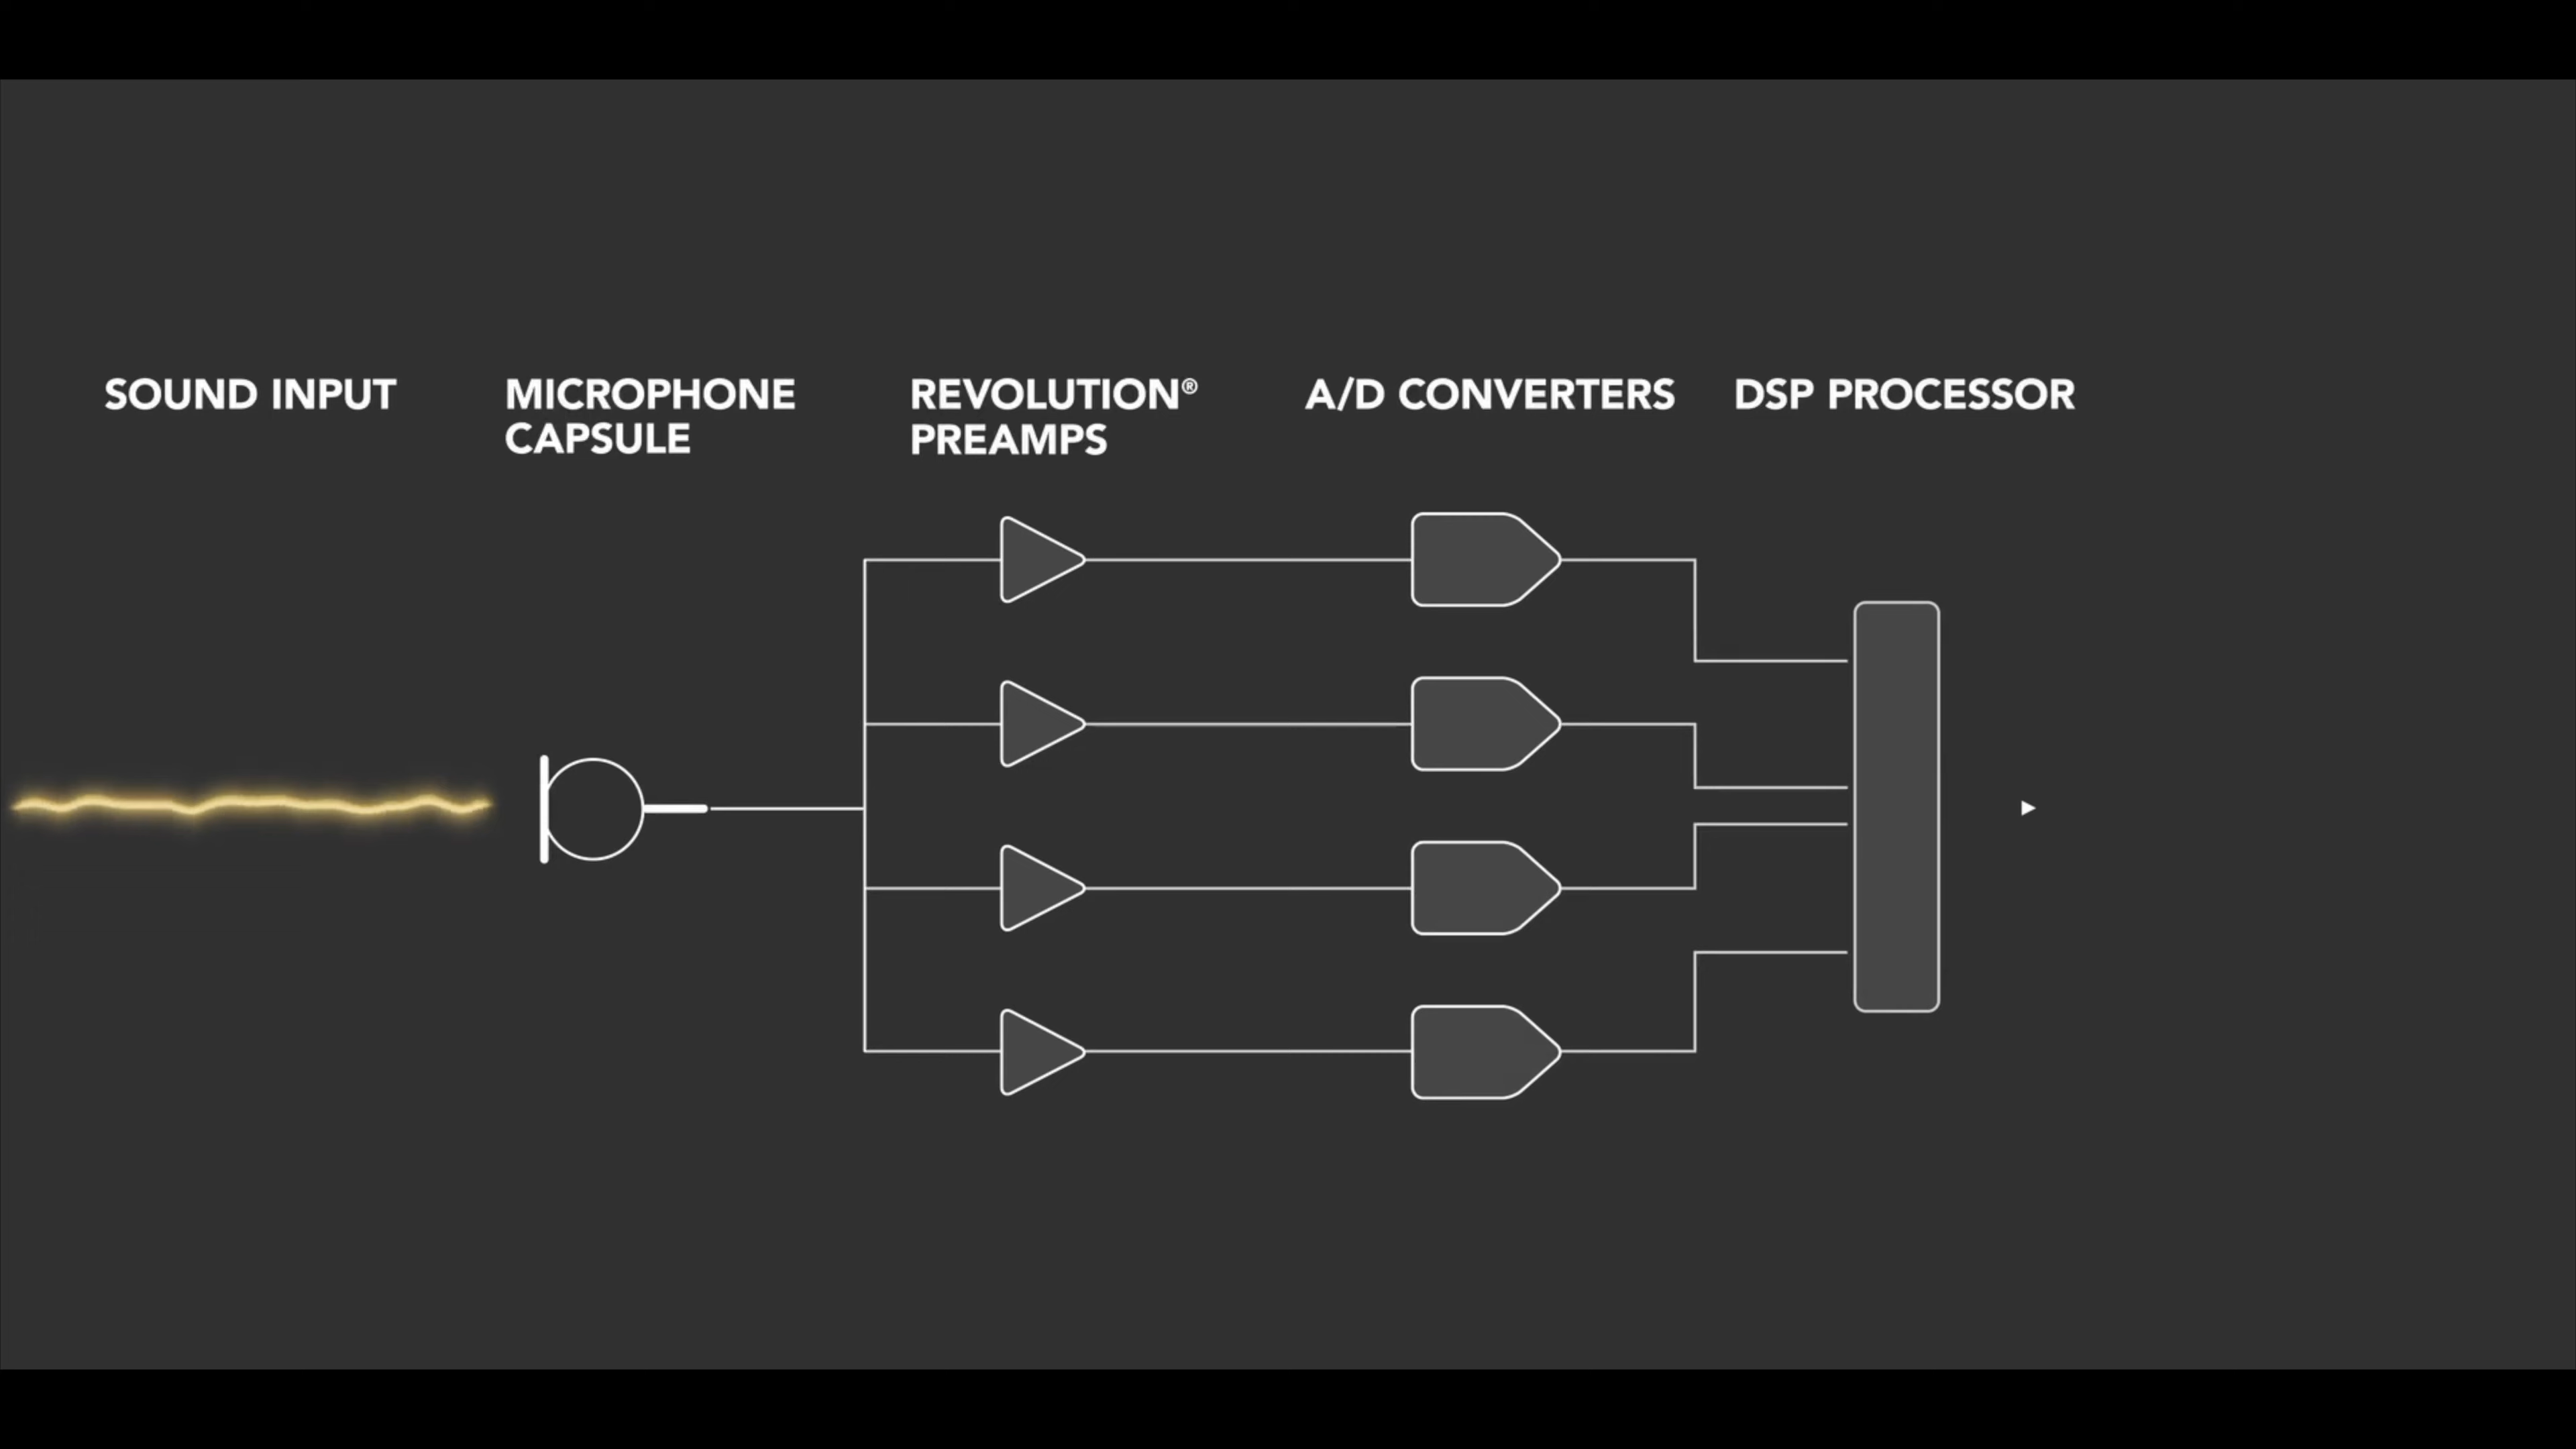 SOUND INPUT
MICROPHONE
CAPSULE
REVOLUTION®
PREAMPS
A/D CONVERTERS
DSP PROCESSOR